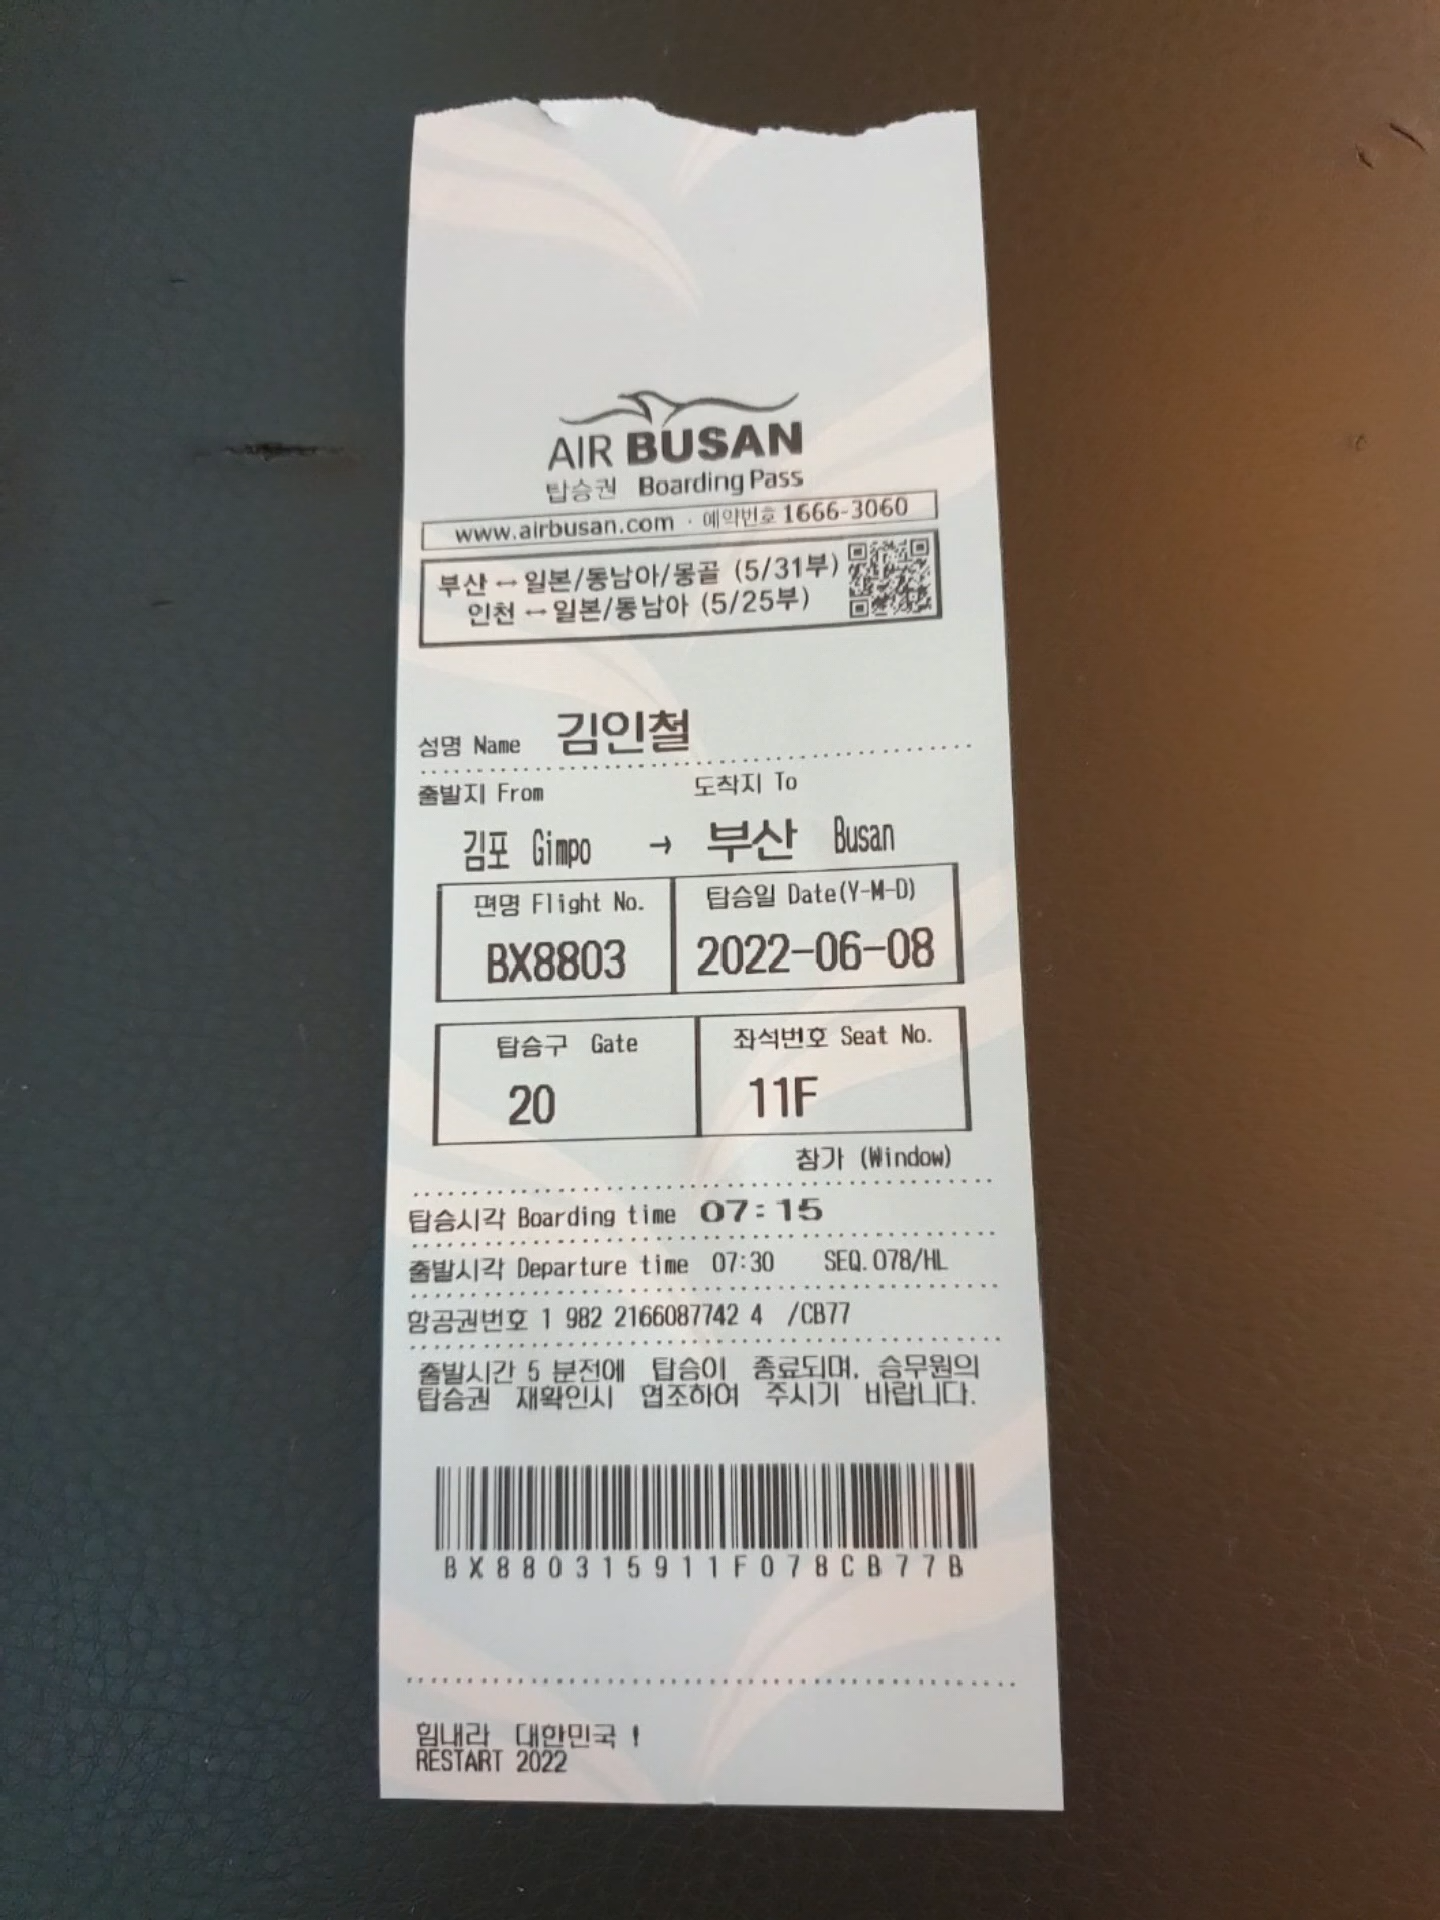 AIR BUSAN
탑승권 Boarding Pass
www.airbusan.com · 예약번호 1666-3060
부산 ↔ 일본/동남아/몽골 (5/31부)
인천 ↔ 일본/동남아 (5/25부)
성명 Name 김인철
출발지 From 도착지 To
김포 Gimpo → 부산 Busan
편명 Flight No. 탑승일 Date(Y-M-D)
BX8803 2022-06-08
탑승구 Gate 좌석번호 Seat No.
20 11F
창가 (Window)
탑승시각 Boarding time 07:15
출발시각 Departure time 07:30 SEQ.078/HL
항공권번호 1 982 2166087742 4 /CB77
출발시간 5 분전에 탑승이 종료되며, 승무원의
탑승권 재확인시 협조하여 주시기 바랍니다.
BX880315911F078CB77B
힘내라 대한민국 !
RESTART 2022